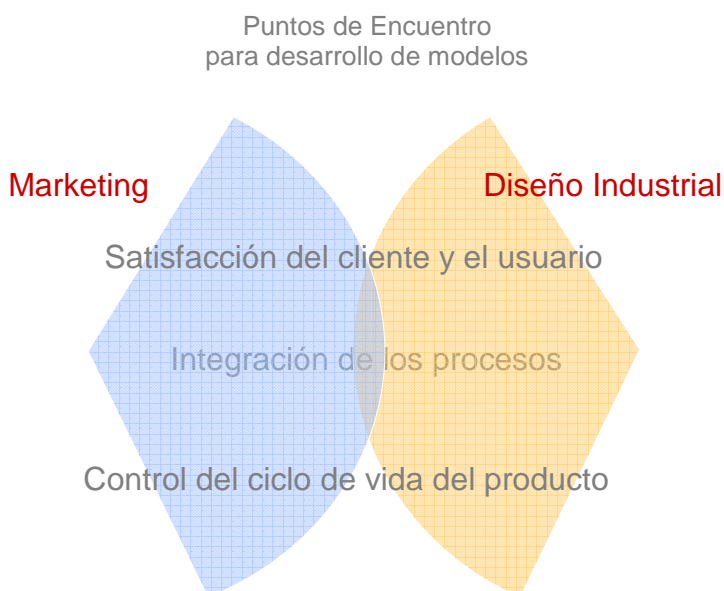 Puntos de Encuentro
para desarrollo de modelos
Marketing
Diseño Industrial
Satisfacción del cliente y el usuario
Integración de los procesos
Control del ciclo de vida del producto